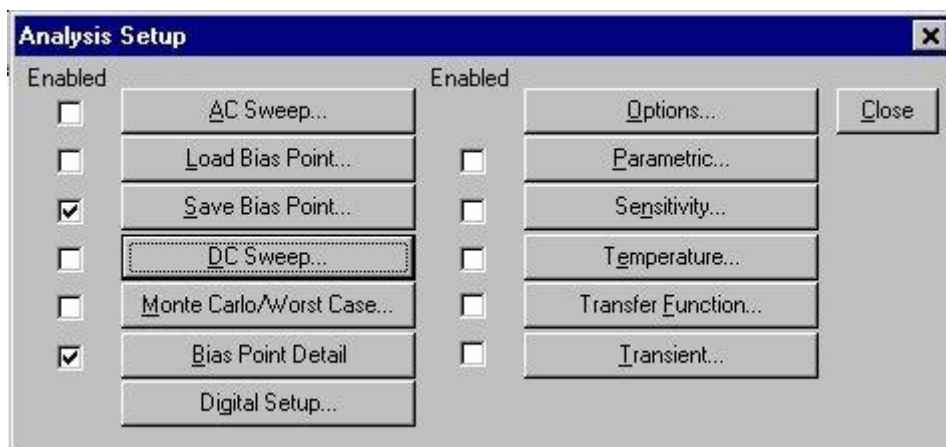 Analysis Setup
Enabled
AC Sweep...
Load Bias Point...
Save Bias Point...
DC Sweep...
Monte Carlo/Worst Case...
Bias Point Detail
Digital Setup...
Enabled
Options...
Parametric...
Sensitivity...
Temperature...
Transfer Function...
Transient...
Close